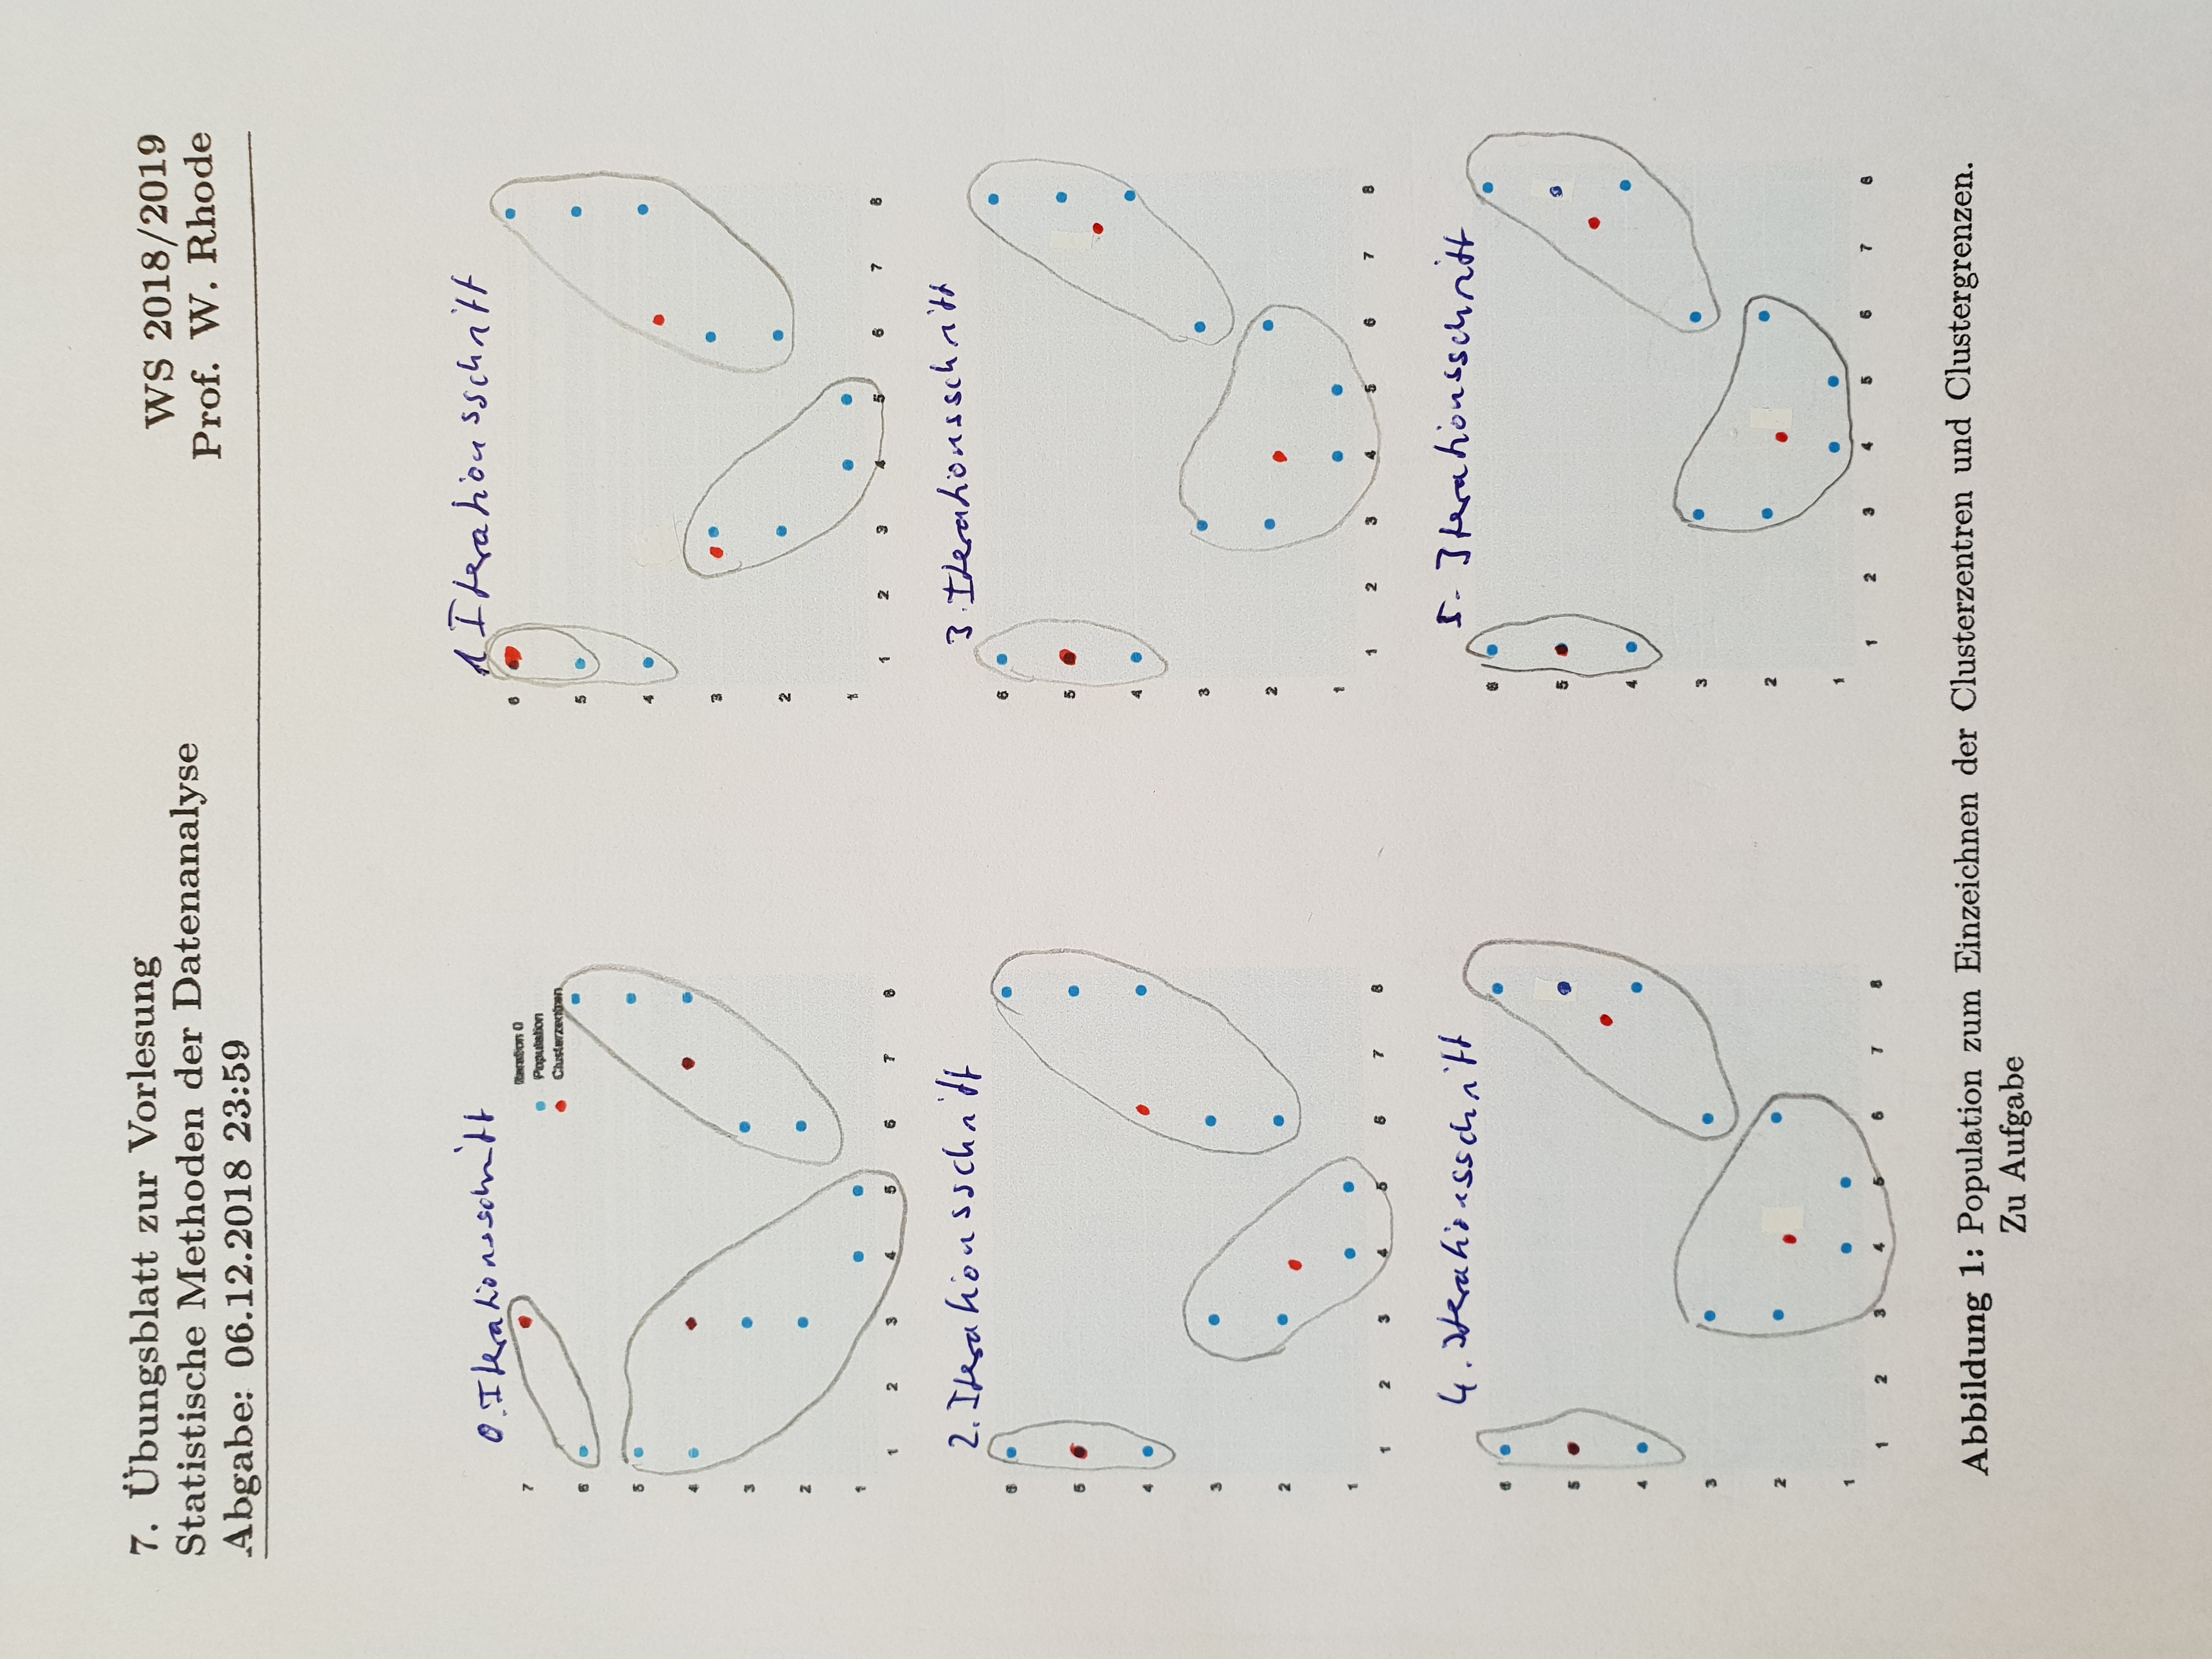 7. Übungsblatt zur Vorlesung
Statistische Methoden der Datenanalyse
Abgabe: 06.12.2018 23:59
WS 2018/2019
Prof. W. Rhode
0. Iterationsschritt
Iteration 0
Population
Clusterzentren
7
6
5
4
3
2
1
1 2 3 4 5 6 7 8
1 Iterationsschritt
6
5
4
3
2
1
1 2 3 4 5 6 7 8
2. Iterationsschritt
6
5
4
3
2
1
1 2 3 4 5 6 7 8
3. Iterationsschritt
6
5
4
3
2
1
1 2 3 4 5 6 7 8
4. Iterationsschritt
6
5
4
3
2
1
1 2 3 4 5 6 7 8
5. Iterationsschritt
6
5
4
3
2
1
1 2 3 4 5 6 7 8
Abbildung 1: Population zum Einzeichnen der Clusterzentren und Clustergrenzen.
Zu Aufgabe